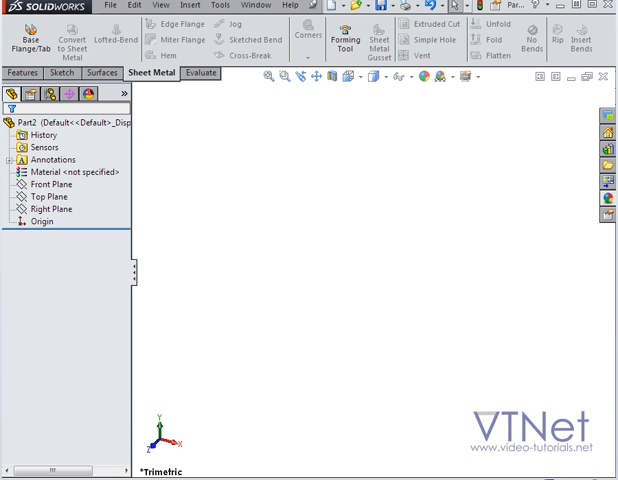 SOLIDWORKS File Edit View Insert Tools Window Help Par... ?
Base Flange/Tab
Convert to Sheet Metal
Lofted-Bend
Edge Flange
Miter Flange
Hem
Jog
Sketched Bend
Cross-Break
Corners
Forming Tool
Sheet Metal Gusset
Extruded Cut
Simple Hole
Vent
Unfold
Fold
Flatten
No Bends
Rip
Insert Bends
Features Sketch Surfaces Sheet Metal Evaluate
Part2 (Default<<Default>_Disp
History
Sensors
Annotations
Material <not specified>
Front Plane
Top Plane
Right Plane
Origin
Y
X
Z
*Trimetric
VTNet
www.video-tutorials.net